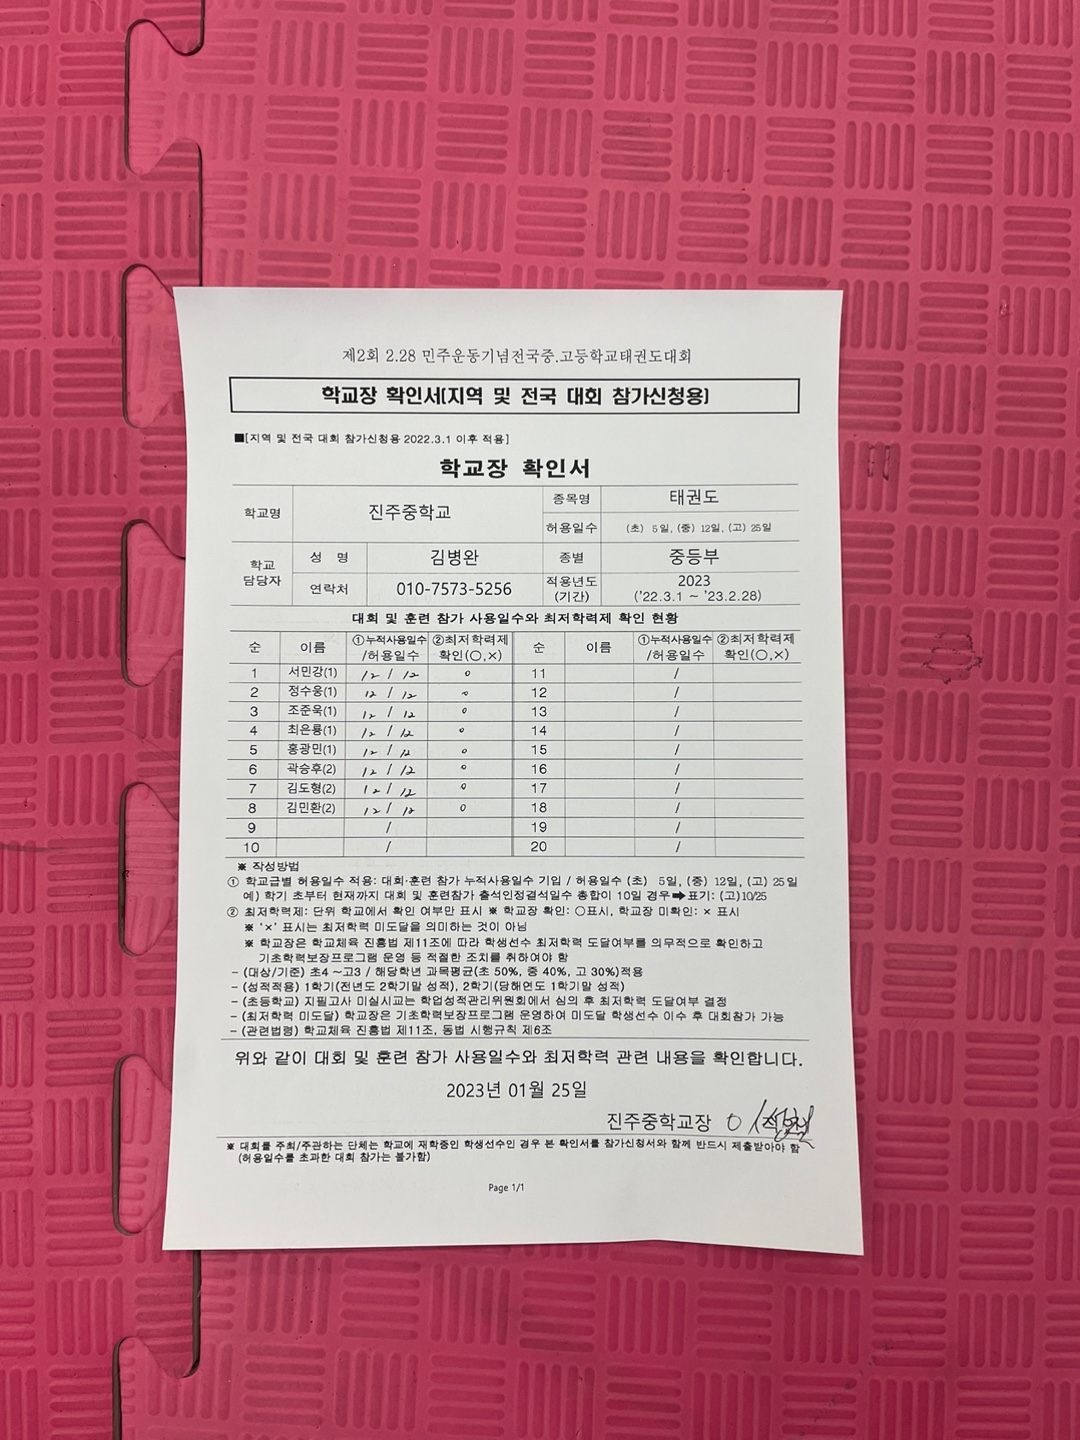 제2회 2.28 민주운동기념전국중.고등학교태권도대회
학교장 확인서(지역 및 전국 대회 참가신청용)
■[지역 및 전국 대회 참가신청용 2022.3.1 이후 적용]
학교장 확인서
학교명 진주중학교 종목명 태권도
허용일수 (초) 5일, (중) 12일, (고) 25일
학교 담당자 성 명 김병완 종별 중등부
연락처 010-7573-5256 적용년도 (기간) 2023 ('22.3.1 ~ '23.2.28)
대회 및 훈련 참가 사용일수와 최저학력제 확인 현황
순 이름 ①누적사용일수 /허용일수 ②최저학력제 확인(○,×) 순 이름 ①누적사용일수 /허용일수 ②최저학력제 확인(○,×)
1 서민강(1) 12 / 12 ○ 11 /
2 정수웅(1) 12 / 12 ○ 12 /
3 조준욱(1) 12 / 12 ○ 13 /
4 최은룡(1) 12 / 12 ○ 14 /
5 홍광민(1) 12 / 12 ○ 15 /
6 곽승후(2) 12 / 12 ○ 16 /
7 김도형(2) 12 / 12 ○ 17 /
8 김민환(2) 12 / 12 ○ 18 /
9 / 19 /
10 / 20 /
※ 작성방법
① 학교급별 허용일수 적용: 대회·훈련 참가 누적사용일수 기입 / 허용일수 (초) 5일, (중) 12일, (고) 25일
예) 학기 초부터 현재까지 대회 및 훈련참가 출석인정결석일수 총합이 10일 경우➡표기: (고)10/25
② 최저학력제: 단위 학교에서 확인 여부만 표시 ※ 학교장 확인: ○표시, 학교장 미확인: × 표시
※ '×' 표시는 최저학력 미도달을 의미하는 것이 아님
※ 학교장은 학교체육 진흥법 제11조에 따라 학생선수 최저학력 도달여부를 의무적으로 확인하고
기초학력보장프로그램 운영 등 적절한 조치를 취하여야 함
- (대상/기준) 초4 ~고3 / 해당학년 과목평균(초 50%, 중 40%, 고 30%)적용
- (성적적용) 1학기(전년도 2학기말 성적), 2학기(당해연도 1학기말 성적)
- (초등학교) 지필고사 미실시교는 학업성적관리위원회에서 심의 후 최저학력 도달여부 결정
- (최저학력 미도달) 학교장은 기초학력보장프로그램 운영하여 미도달 학생선수 이수 후 대회참가 가능
- (관련법령) 학교체육 진흥법 제11조, 동법 시행규칙 제6조
위와 같이 대회 및 훈련 참가 사용일수와 최저학력 관련 내용을 확인합니다.
2023년 01월 25일
진주중학교장
※ 대회를 주최/주관하는 단체는 학교에 재학중인 학생선수인 경우 본 확인서를 참가신청서와 함께 반드시 제출받아야 함
(허용일수를 초과한 대회 참가는 불가함)
Page 1/1